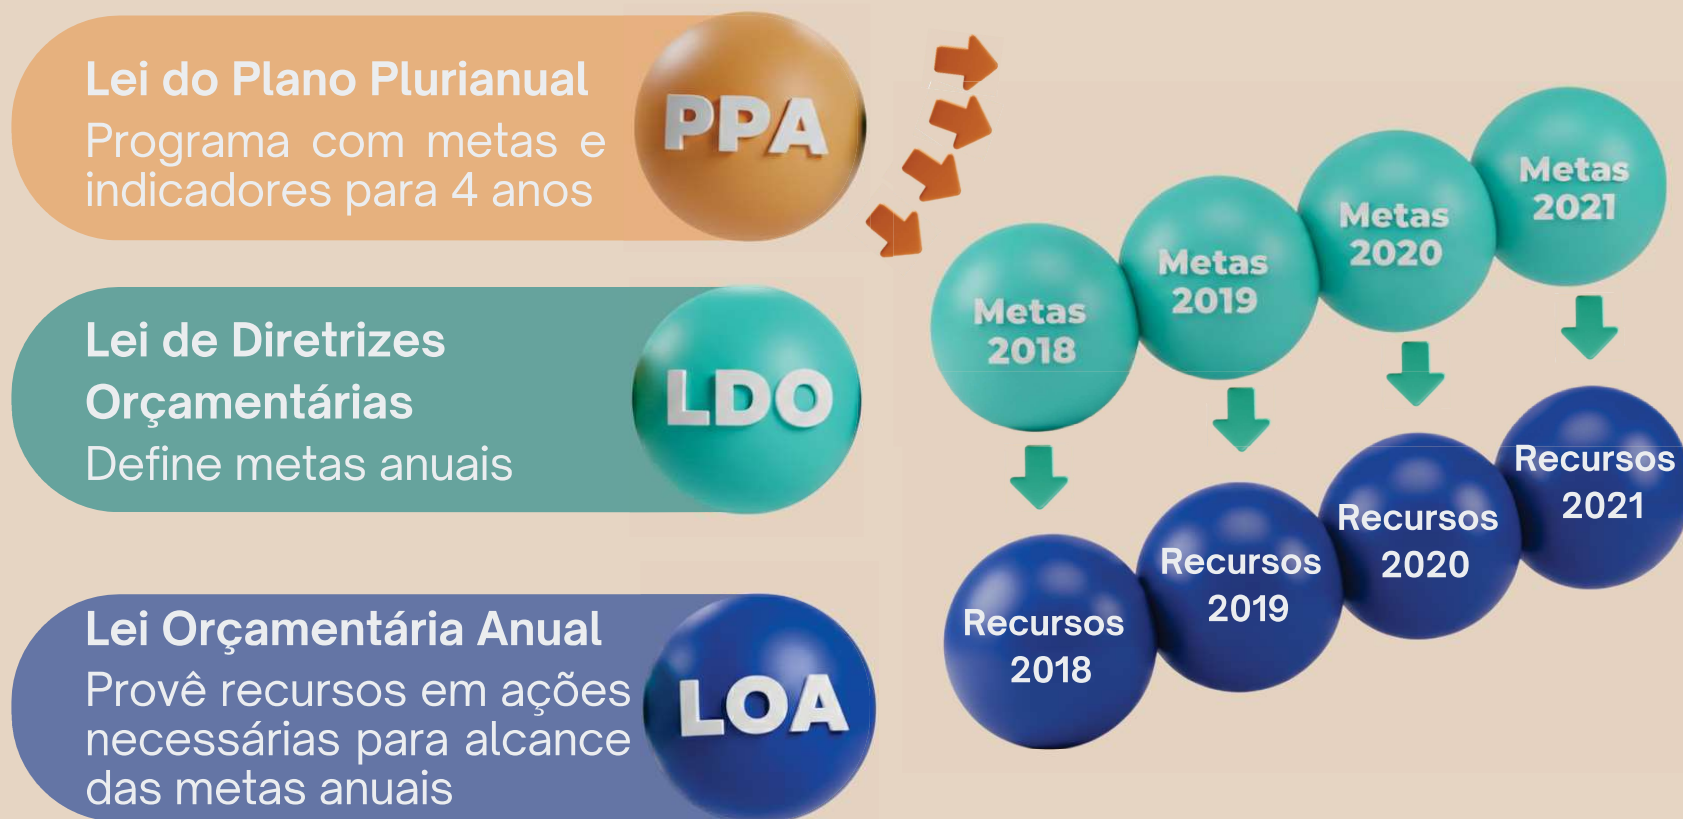 Lei do Plano Plurianual
Programa com metas e
indicadores para 4 anos
PPA
Lei de Diretrizes
Orçamentárias
Define metas anuais
LDO
Lei Orçamentária Anual
Provê recursos em ações
necessárias para alcance
das metas anuais
LOA
Metas
2018
Metas
2019
Metas
2020
Metas
2021
Recursos
2018
Recursos
2019
Recursos
2020
Recursos
2021